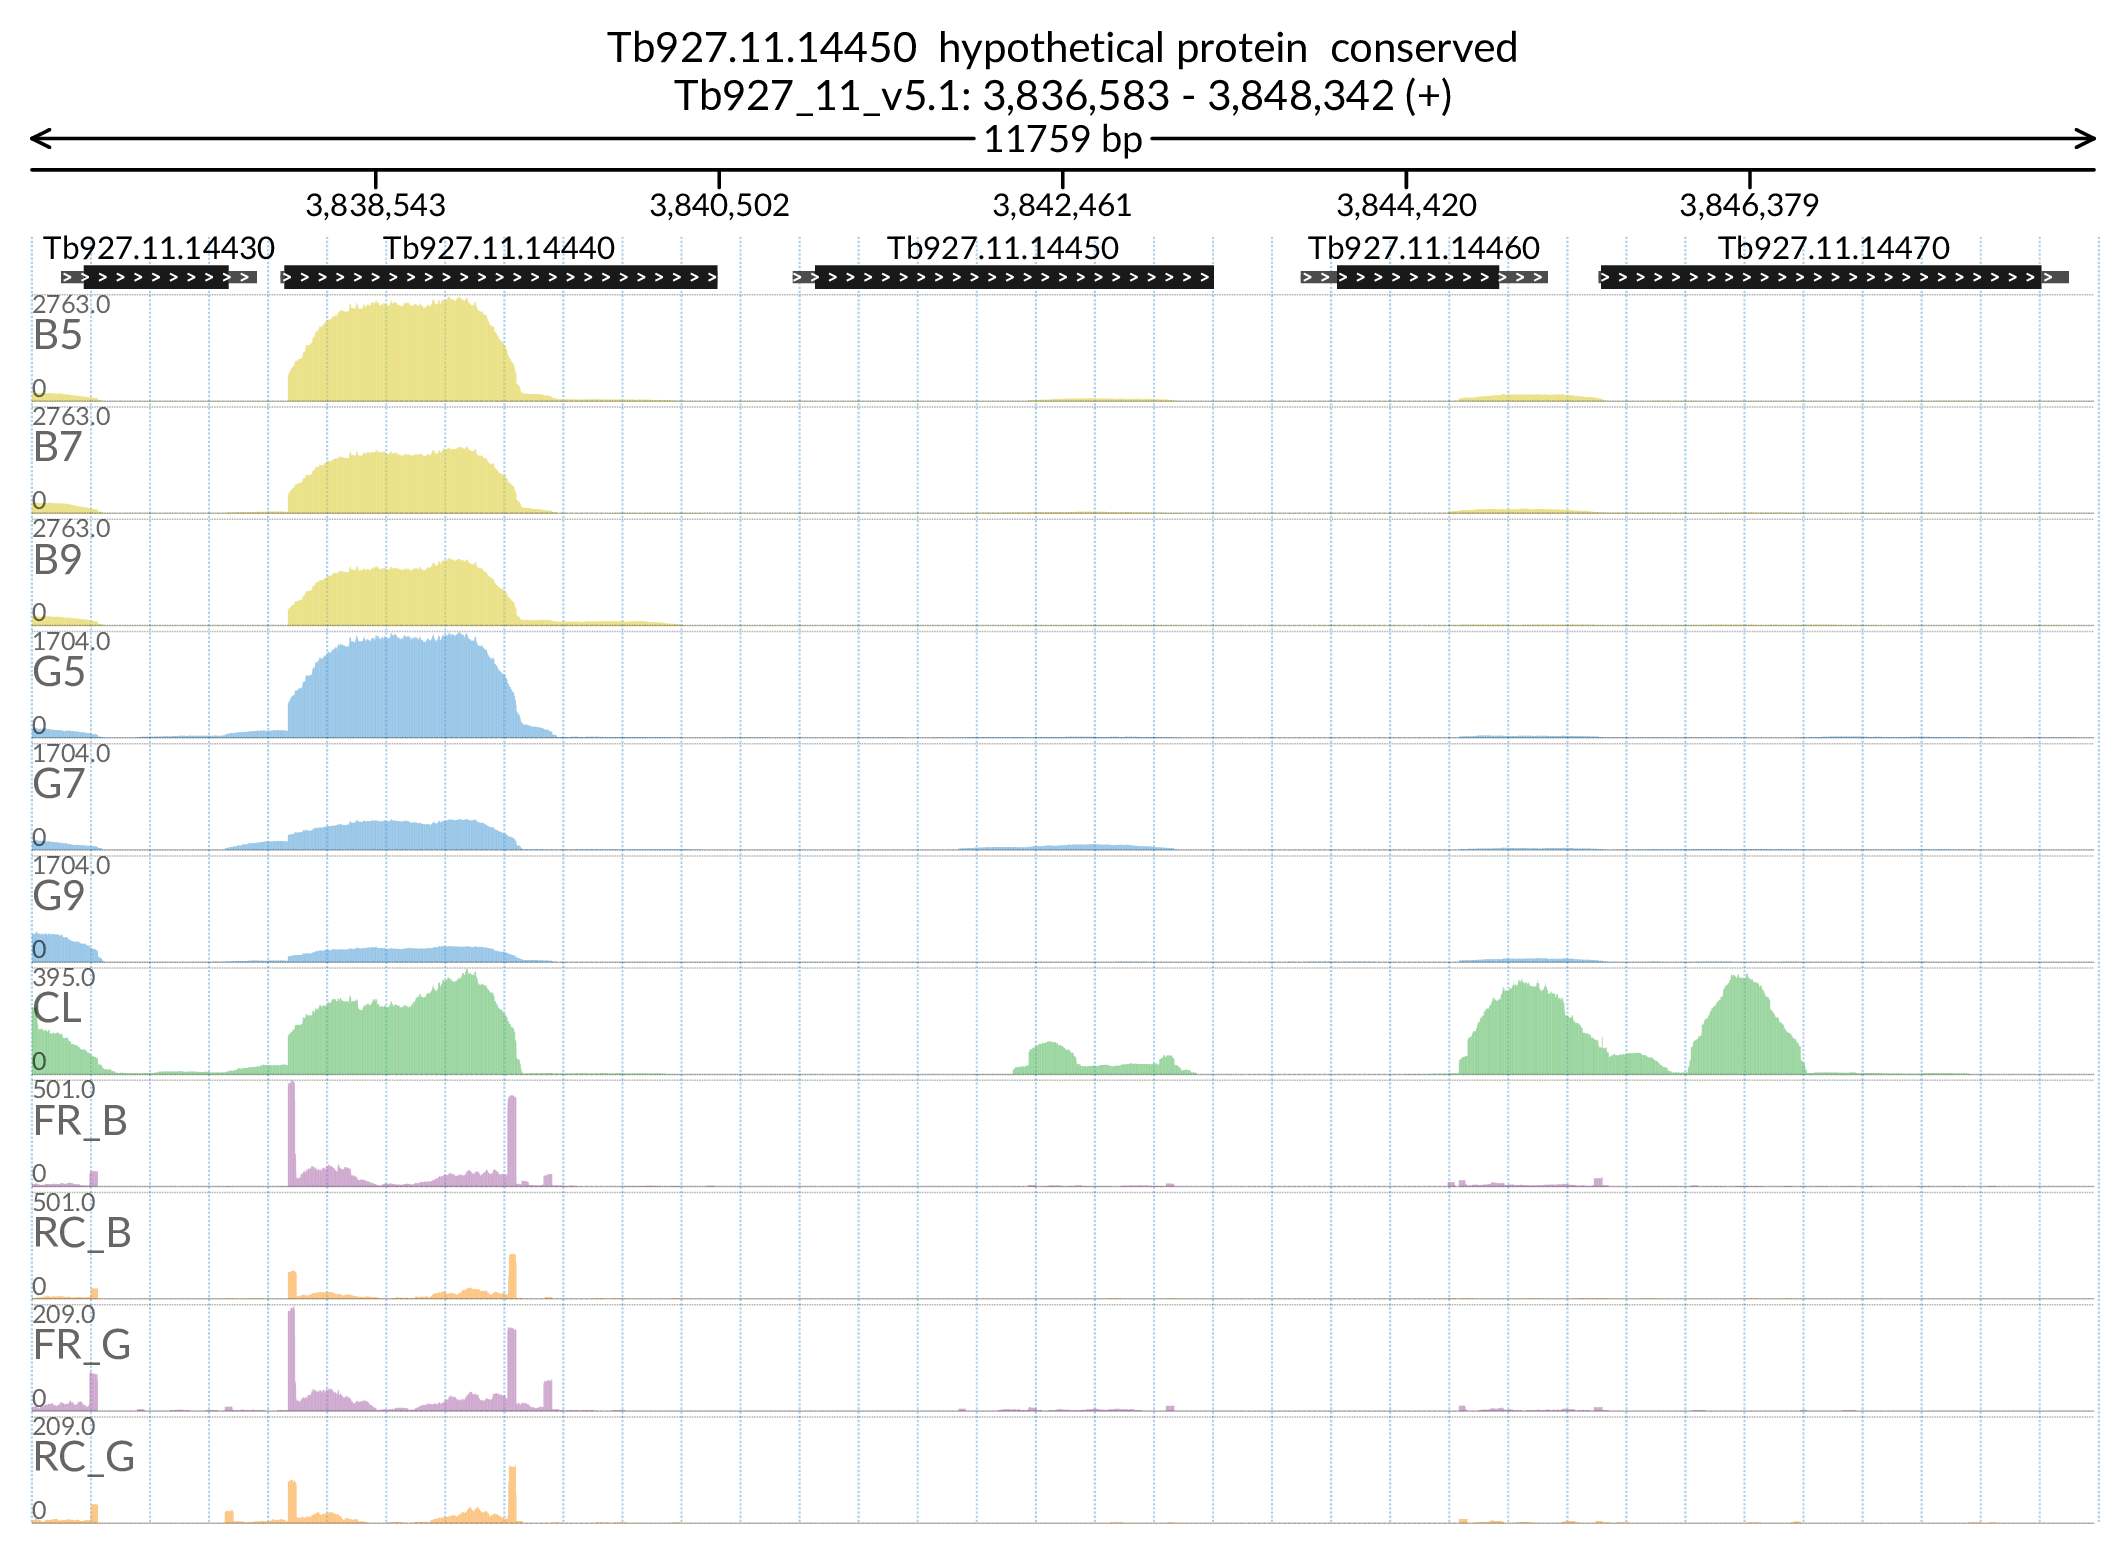 Tb927.11.14450 hypothetical protein conserved
Tb927_11_v5.1: 3,836,583 - 3,848,342 (+)
11759 bp
3,838,543 3,840,502 3,842,461 3,844,420 3,846,379
Tb927.11.14430 Tb927.11.14440 Tb927.11.14450 Tb927.11.14460 Tb927.11.14470
2763.0
B5
0
2763.0
B7
0
2763.0
B9
0
1704.0
G5
0
1704.0
G7
0
1704.0
G9
0
395.0
CL
0
501.0
FR_B
0
501.0
RC_B
0
209.0
FR_G
0
209.0
RC_G
0